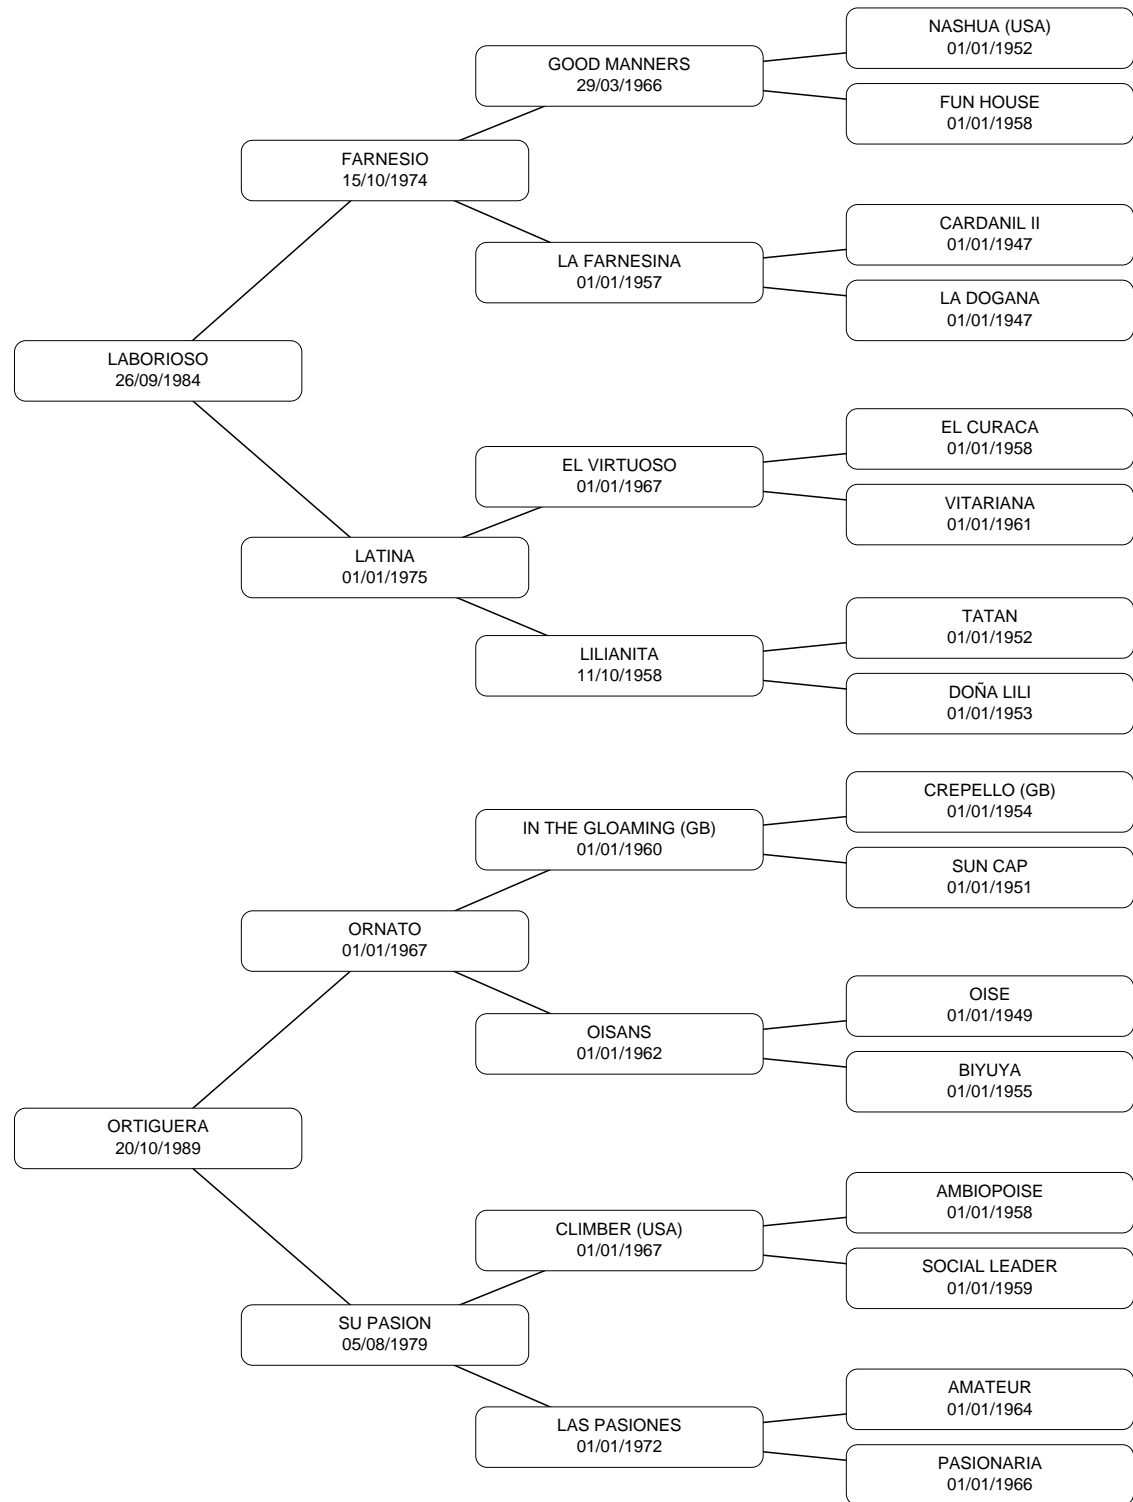 NASHUA (USA)
01/01/1952
GOOD MANNERS
29/03/1966
FUN HOUSE
01/01/1958
FARNESIO
15/10/1974
CARDANIL II
01/01/1947
LA FARNESINA
01/01/1957
LA DOGANA
01/01/1947
LABORIOSO
26/09/1984
EL CURACA
01/01/1958
EL VIRTUOSO
01/01/1967
VITARIANA
01/01/1961
LATINA
01/01/1975
TATAN
01/01/1952
LILIANITA
11/10/1958
DOÑA LILI
01/01/1953
CREPELLO (GB)
01/01/1954
IN THE GLOAMING (GB)
01/01/1960
SUN CAP
01/01/1951
ORNATO
01/01/1967
OISE
01/01/1949
OISANS
01/01/1962
BIYUYA
01/01/1955
ORTIGUERA
20/10/1989
AMBIOPOISE
01/01/1958
CLIMBER (USA)
01/01/1967
SOCIAL LEADER
01/01/1959
SU PASION
05/08/1979
AMATEUR
01/01/1964
LAS PASIONES
01/01/1972
PASIONARIA
01/01/1966